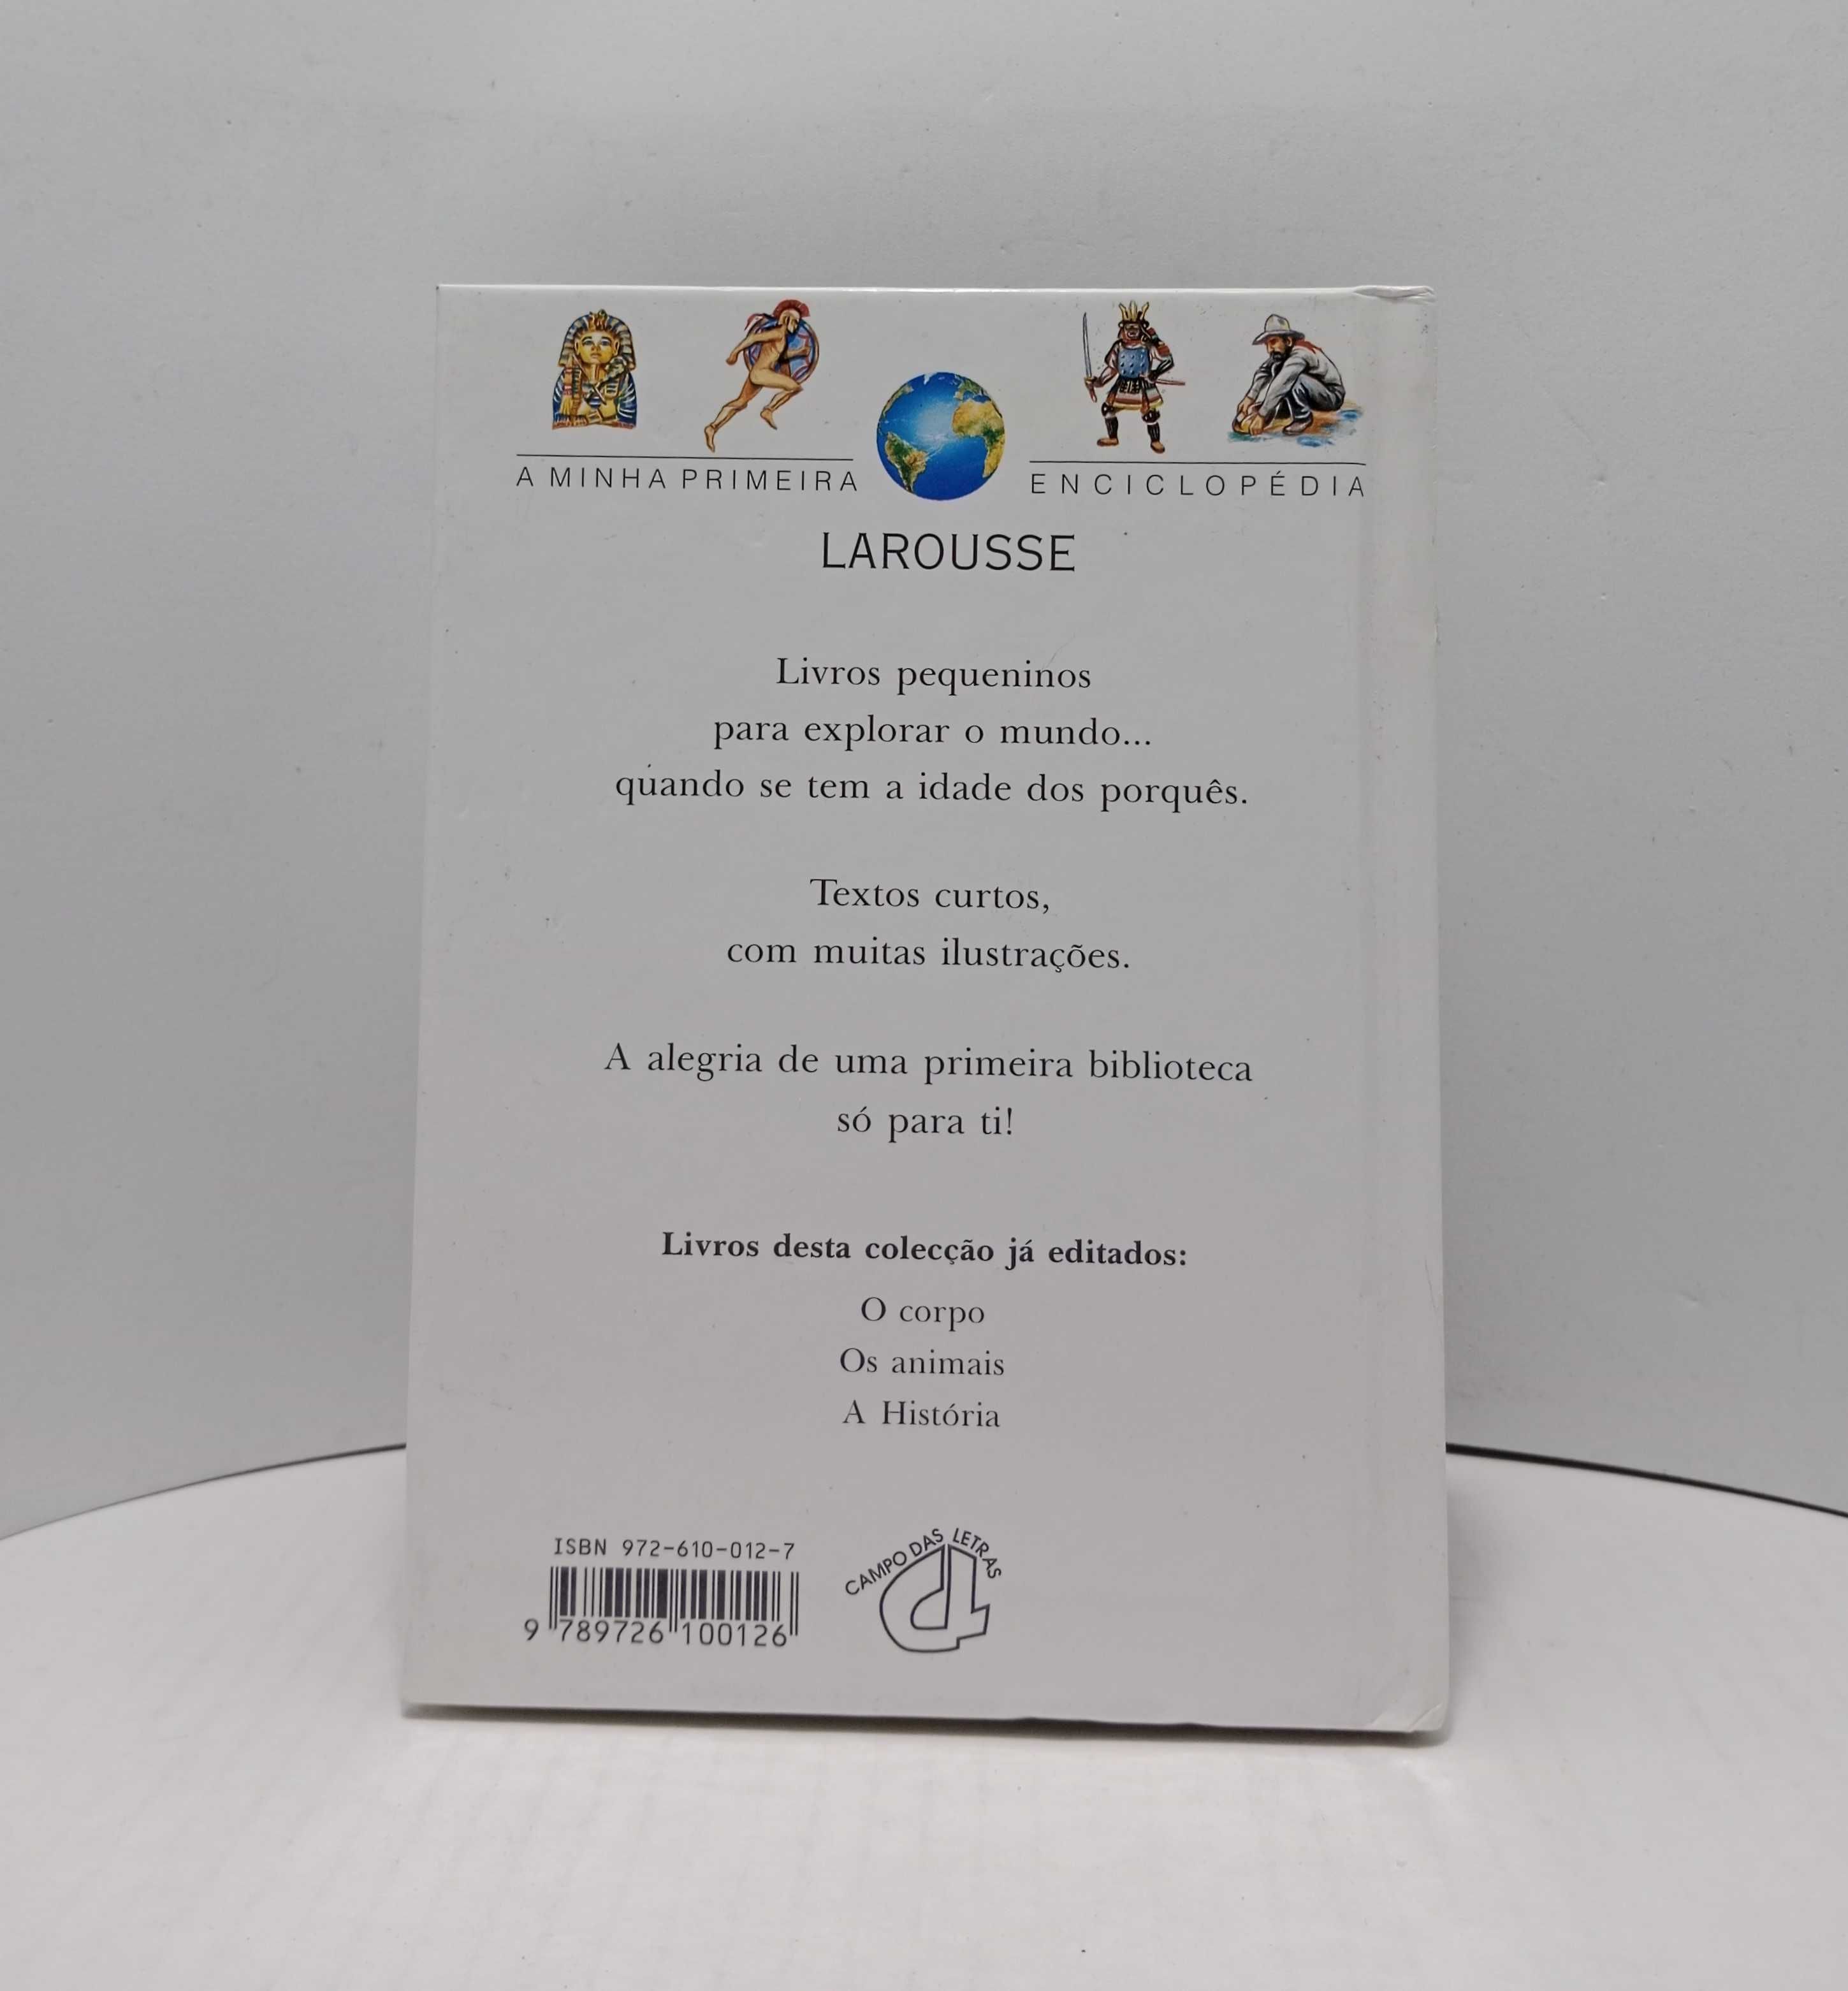 A MINHA PRIMEIRA ENCICLOPÉDIA
LAROUSSE
Livros pequeninos
para explorar o mundo...
quando se tem a idade dos porquês.
Textos curtos,
com muitas ilustrações.
A alegria de uma primeira biblioteca
só para ti!
Livros desta colecção já editados:
O corpo
Os animais
A História
ISBN 972-610-012-7
9 789726 100126
CAMPO DAS LETRAS